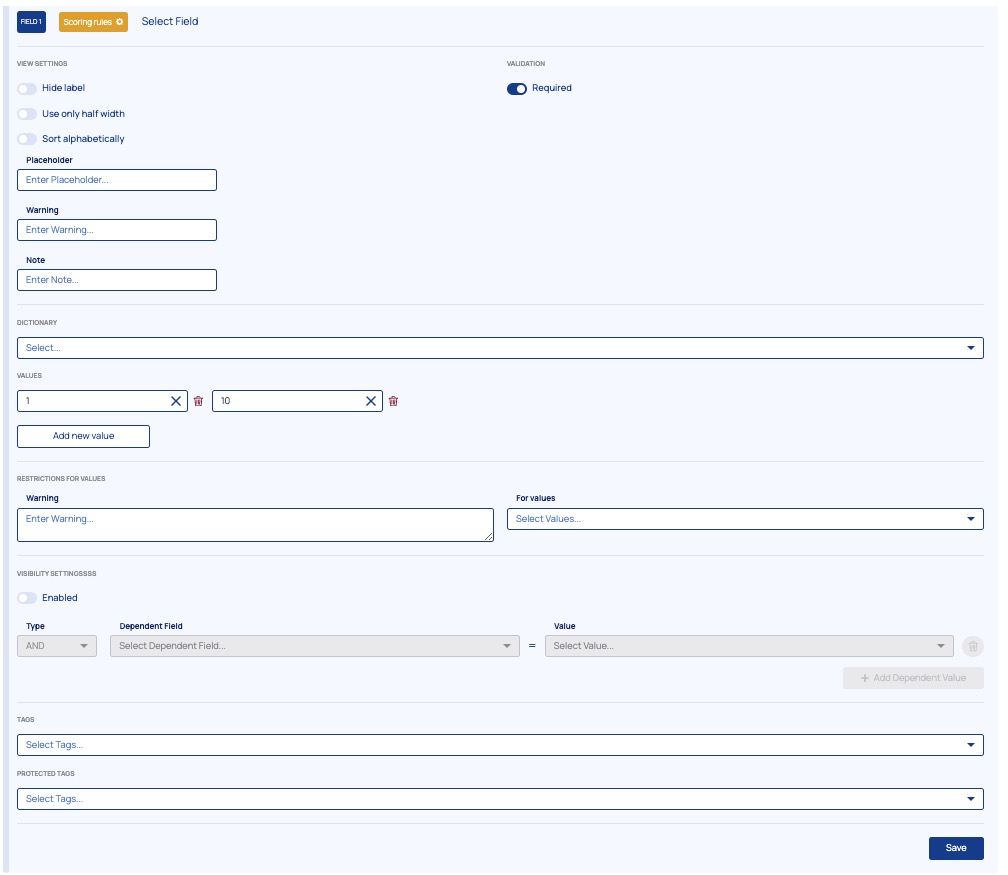 FIELD 1 Scoring rules Select Field
VIEW SETTINGS VALIDATION
Hide label Required
Use only half width
Sort alphabetically
Placeholder
Enter Placeholder...
Warning
Enter Warning...
Note
Enter Note...
DICTIONARY
Select...
VALUES
1 10
Add new value
RESTRICTIONS FOR VALUES
Warning For values
Enter Warning... Select Values...
VISIBILITY SETTINGSSSS
Enabled
Type Dependent Field Value
AND Select Dependent Field... = Select Value...
+ Add Dependent Value
TAGS
Select Tags...
PROTECTED TAGS
Select Tags...
Save